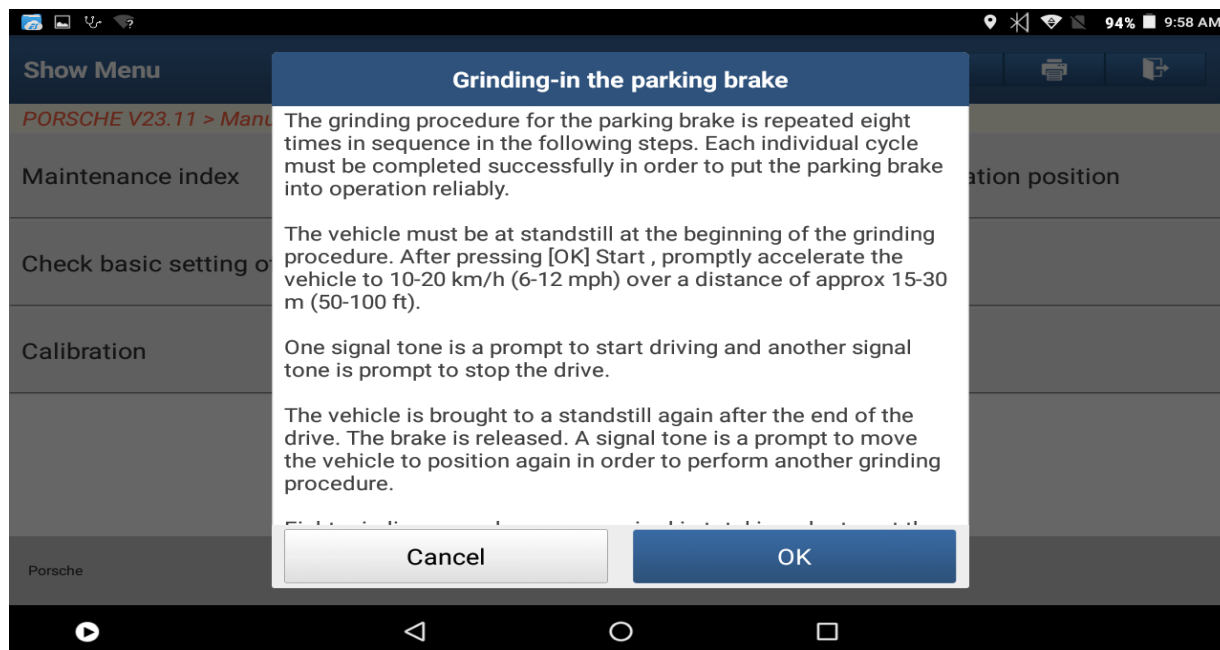 94% 9:58 AM
Show Menu
Grinding-in the parking brake
PORSCHE V23.11 > Manu
The grinding procedure for the parking brake is repeated eight
times in sequence in the following steps. Each individual cycle
must be completed successfully in order to put the parking brake
into operation reliably.
Maintenance index
ation position
The vehicle must be at standstill at the beginning of the grinding
procedure. After pressing [OK] Start , promptly accelerate the
vehicle to 10-20 km/h (6-12 mph) over a distance of approx 15-30
m (50-100 ft).
Check basic setting o
One signal tone is a prompt to start driving and another signal
tone is prompt to stop the drive.
Calibration
The vehicle is brought to a standstill again after the end of the
drive. The brake is released. A signal tone is a prompt to move
the vehicle to position again in order to perform another grinding
procedure.
Cancel
OK
Porsche